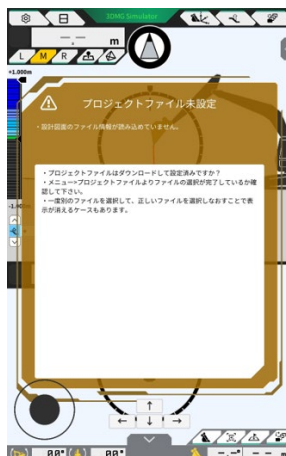 3DMG Simulator
-.-- m
L M R
+1.000m
プロジェクトファイル未設定
・設計図面のファイル情報が読み込めていません。
・プロジェクトファイルはダウンロードして設定済みですか？
・メニュー>プロジェクトファイルよりファイルの選択が完了しているか確
認して下さい。
・一度別のファイルを選択して、正しいファイルを選択しなおすことで表
示が消えるケースもあります。